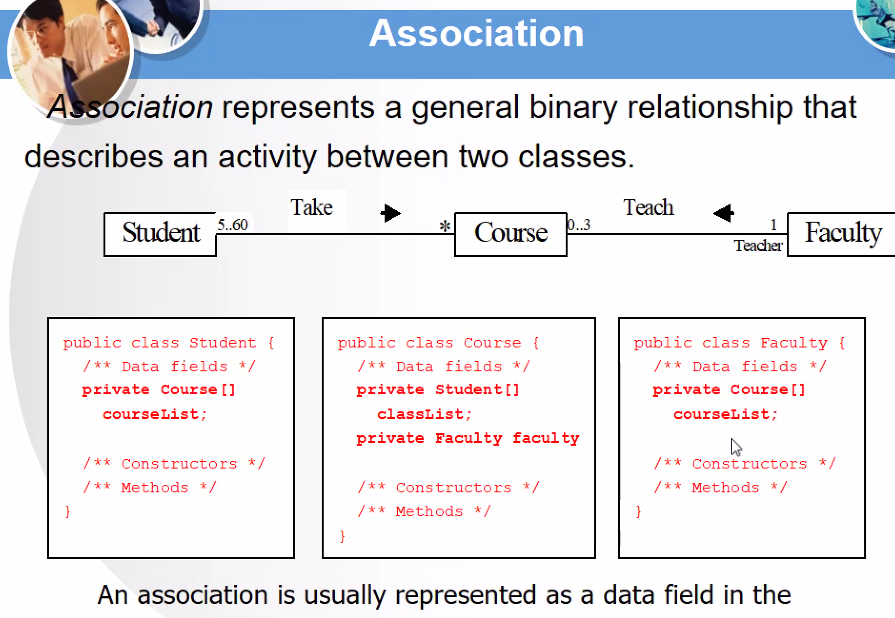 Association
Association represents a general binary relationship that
describes an activity between two classes.
Take
Teach
5..60
*
0..3
1
Student
Course
Teacher
Faculty
public class Student {
/** Data fields */
private Course[]
courseList;
/** Constructors */
/** Methods */
}
public class Course {
/** Data fields */
private Student[]
classList;
private Faculty faculty
/** Constructors */
/** Methods */
}
public class Faculty {
/** Data fields */
private Course[]
courseList;
/** Constructors */
/** Methods */
}
An association is usually represented as a data field in the